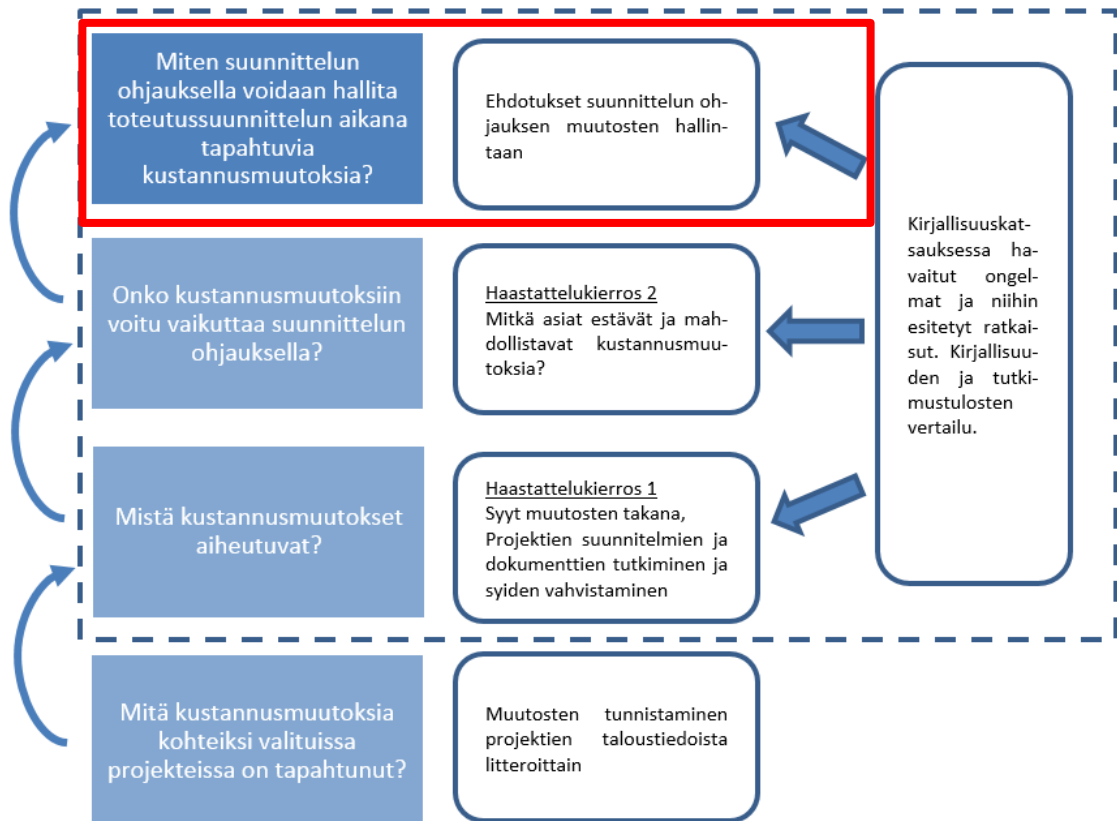 Miten suunnittelun
ohjauksella voidaan hallita
toteutussuunnittelun aikana
tapahtuvia
kustannusmuutoksia?
Ehdotukset suunnittelun oh-
jauksen muutosten hallin-
taan
Kirjallisuuskat-
sauksessa ha-
vaitut ongel-
mat ja niihin
esitetyt ratkai-
sut. Kirjallisuu-
den ja tutki-
mustulosten
vertailu.
Onko kustannusmuutoksiin
voitu vaikuttaa suunnittelun
ohjauksella?
Haastattelukierros 2
Mitkä asiat estävät ja mah-
dollistavat kustannusmuu-
toksia?
Mistä kustannusmuutokset
aiheutuvat?
Haastattelukierros 1
Syyt muutosten takana,
Projektien suunnitelmien ja
dokumenttien tutkiminen ja
syiden vahvistaminen
Mitä kustannusmuutoksia
kohteiksi valituissa
projekteissa on tapahtunut?
Muutosten tunnistaminen
projektien taloustiedoista
litteroittain